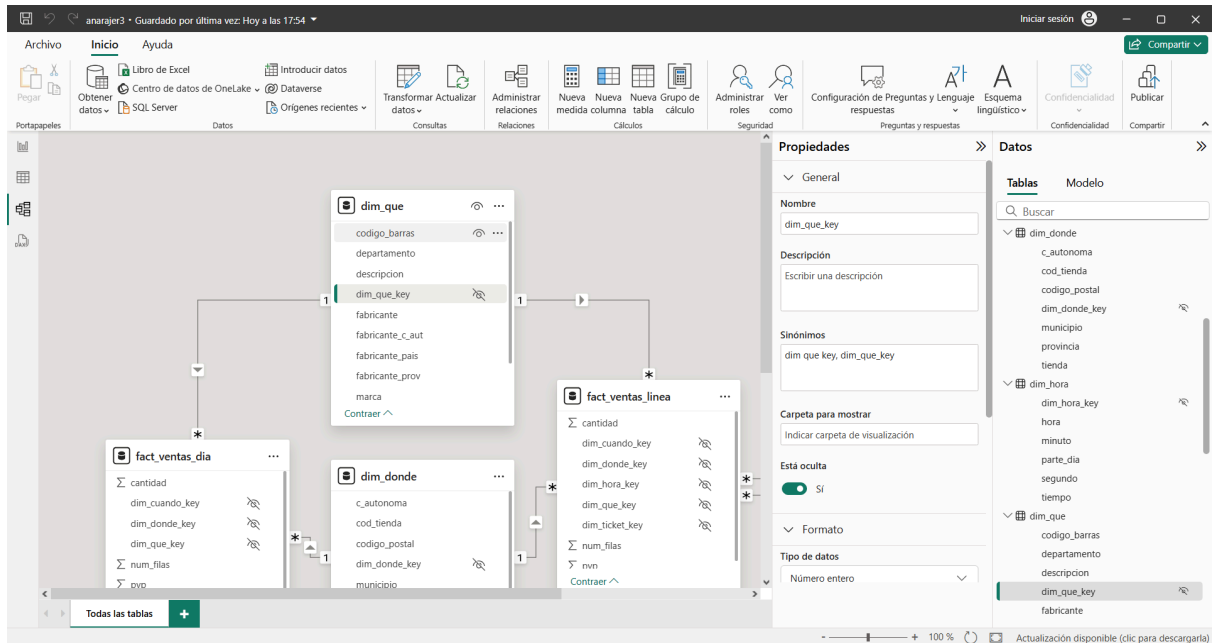 anarajer3 • Guardado por última vez: Hoy a las 17:54
Iniciar sesión
Archivo Inicio Ayuda
Compartir
Pegar
Portapapeles
Obtener datos
Libro de Excel
Centro de datos de OneLake
SQL Server
Introducir datos
Dataverse
Orígenes recientes
Datos
Transformar datos
Actualizar
Consultas
Administrar relaciones
Relaciones
Nueva medida
Nueva columna
Nueva tabla
Grupo de cálculo
Cálculos
Administrar roles
Ver como
Seguridad
Configuración de Preguntas y respuestas
Lenguaje
Esquema lingüístico
Preguntas y respuestas
Confidencialidad
Confidencialidad
Publicar
Compartir
dim_que
codigo_barras
departamento
descripcion
dim_que_key
fabricante
fabricante_c_aut
fabricante_pais
fabricante_prov
marca
Contraer
1
1
*
*
fact_ventas_dia
cantidad
dim_cuando_key
dim_donde_key
dim_que_key
num_filas
pvp
*
1
dim_donde
c_autonoma
cod_tienda
codigo_postal
dim_donde_key
municipio
1
*
fact_ventas_linea
cantidad
dim_cuando_key
dim_donde_key
dim_hora_key
dim_que_key
dim_ticket_key
num_filas
pvp
Contraer
*
*
Todas las tablas
+
Propiedades
General
Nombre
dim_que_key
Descripción
Escribir una descripción
Sinónimos
dim que key, dim_que_key
Carpeta para mostrar
Indicar carpeta de visualización
Está oculta
Sí
Formato
Tipo de datos
Número entero
Datos
Tablas Modelo
Buscar
dim_donde
c_autonoma
cod_tienda
codigo_postal
dim_donde_key
municipio
provincia
tienda
dim_hora
dim_hora_key
hora
minuto
parte_dia
segundo
tiempo
dim_que
codigo_barras
departamento
descripcion
dim_que_key
fabricante
- + 100 %
Actualización disponible (clic para descargarla)